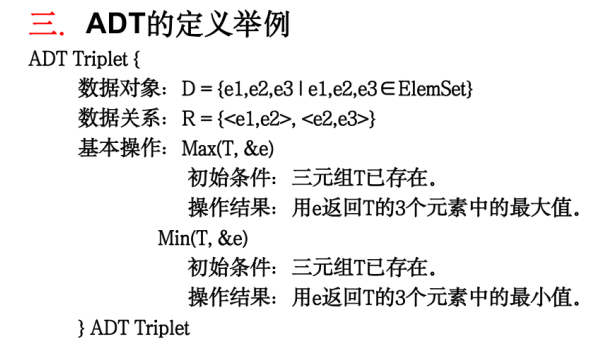 三. ADT的定义举例
ADT Triplet {
数据对象：D = {e1,e2,e3 | e1,e2,e3∈ElemSet}
数据关系：R = {<e1,e2>, <e2,e3>}
基本操作：Max(T, &e)
初始条件：三元组T已存在。
操作结果：用e返回T的3个元素中的最大值。
Min(T, &e)
初始条件：三元组T已存在。
操作结果：用e返回T的3个元素中的最小值。
} ADT Triplet